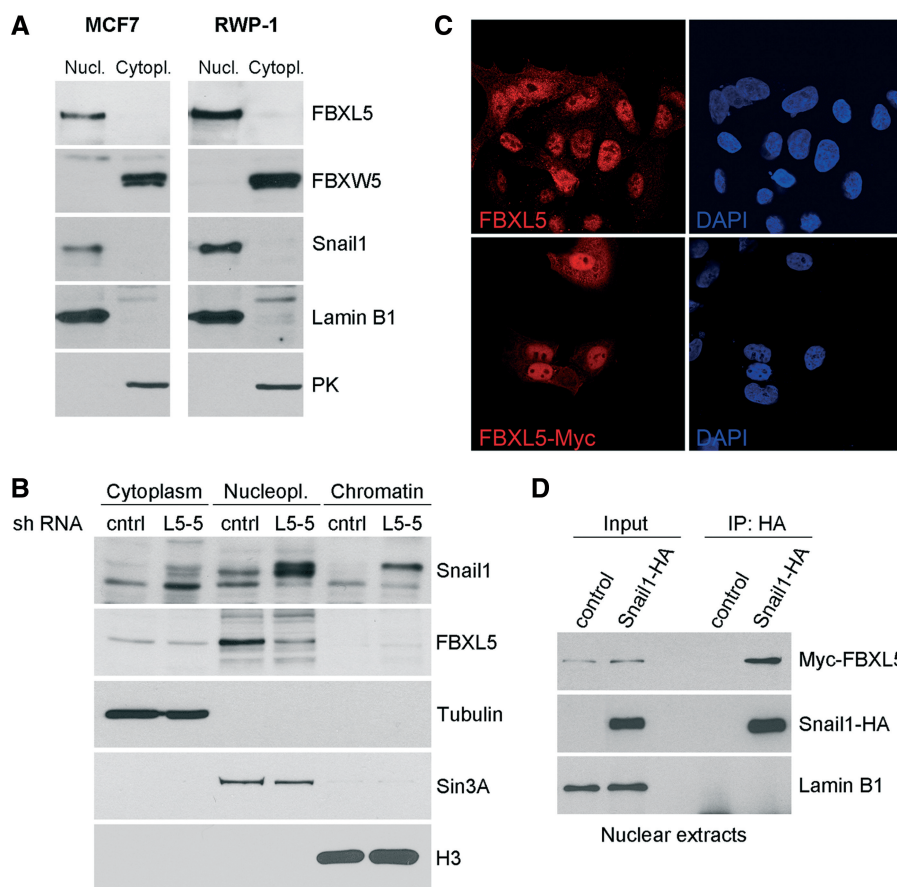 A
MCF7 RWP-1
Nucl. Cytopl. Nucl. Cytopl.
FBXL5
FBXW5
Snail1
Lamin B1
PK
B
Cytoplasm Nucleopl. Chromatin
sh RNA cntrl L5-5 cntrl L5-5 cntrl L5-5
Snail1
FBXL5
Tubulin
Sin3A
H3
C
FBXL5 DAPI
FBXL5-Myc DAPI
D
Input IP: HA
control Snail1-HA control Snail1-HA
Myc-FBXL5
Snail1-HA
Lamin B1
Nuclear extracts